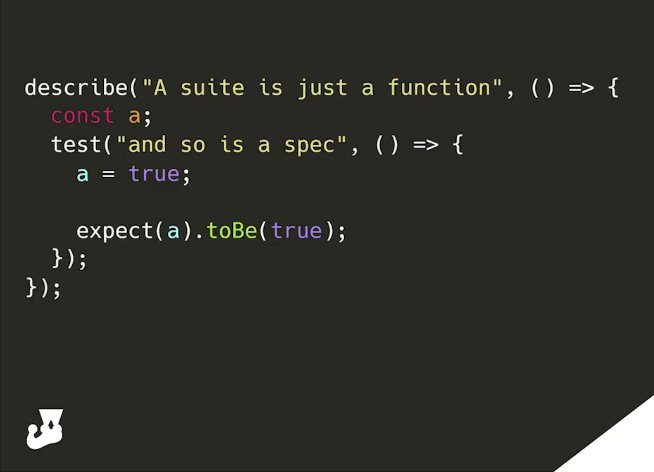 describe("A suite is just a function", () => {
  const a;
  test("and so is a spec", () => {
    a = true;

    expect(a).toBe(true);
  });
});